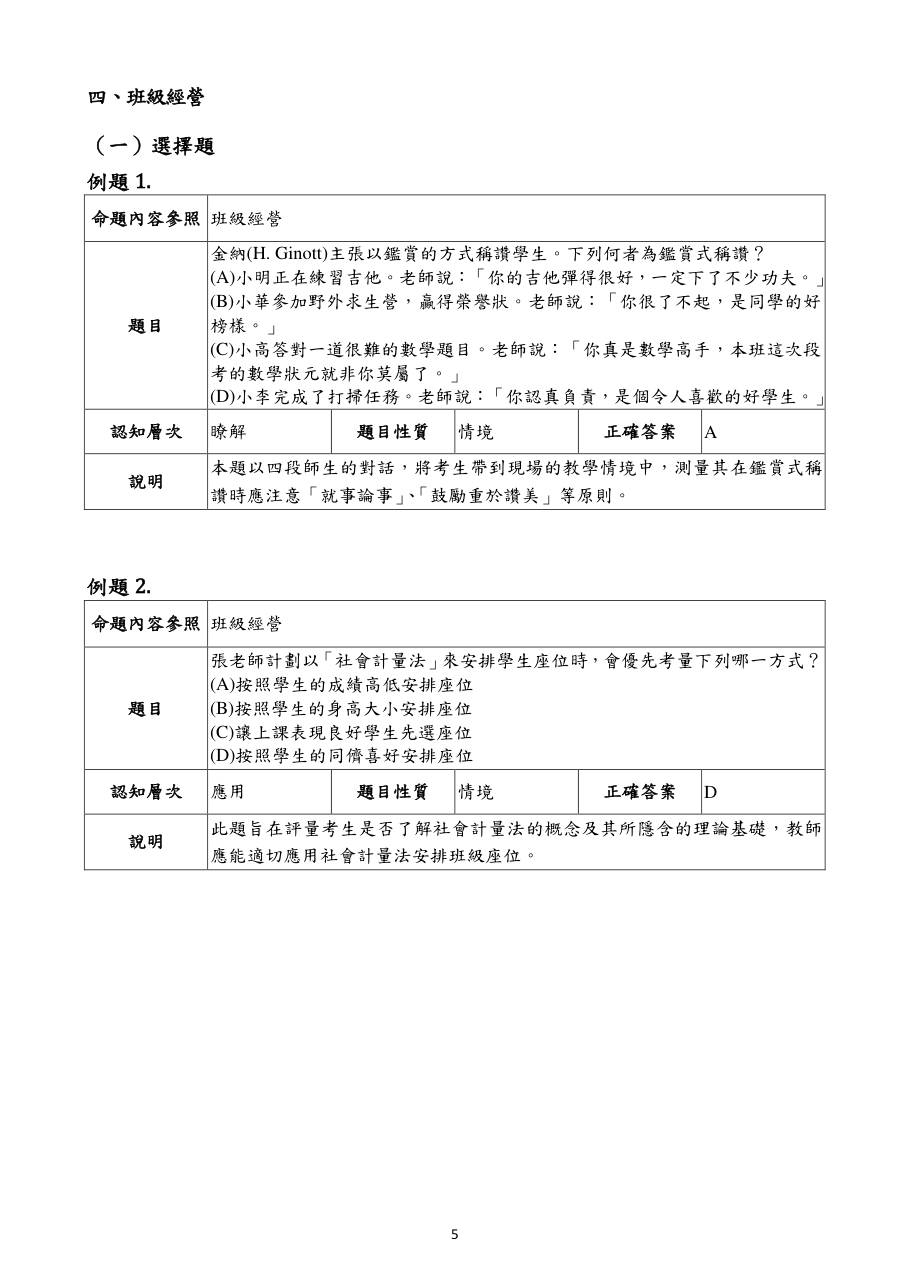 四、班級經營
（一）選擇題
例題 1.
命題內容參照 班級經營
題目
金納(H. Ginott)主張以鑑賞的方式稱讚學生。下列何者為鑑賞式稱讚？
(A)小明正在練習吉他。老師說：「你的吉他彈得很好，一定下了不少功夫。」
(B)小華參加野外求生營，贏得榮譽狀。老師說：「你很了不起，是同學的好
榜樣。」
(C)小高答對一道很難的數學題目。老師說：「你真是數學高手，本班這次段
考的數學狀元就非你莫屬了。」
(D)小李完成了打掃任務。老師說：「你認真負責，是個令人喜歡的好學生。」
認知層次 瞭解 題目性質 情境 正確答案 A
說明
本題以四段師生的對話，將考生帶到現場的教學情境中，測量其在鑑賞式稱
讚時應注意「就事論事」、「鼓勵重於讚美」等原則。
例題 2.
命題內容參照 班級經營
題目
張老師計劃以「社會計量法」來安排學生座位時，會優先考量下列哪一方式？
(A)按照學生的成績高低安排座位
(B)按照學生的身高大小安排座位
(C)讓上課表現良好學生先選座位
(D)按照學生的同儕喜好安排座位
認知層次 應用 題目性質 情境 正確答案 D
說明
此題旨在評量考生是否了解社會計量法的概念及其所隱含的理論基礎，教師
應能適切應用社會計量法安排班級座位。
5